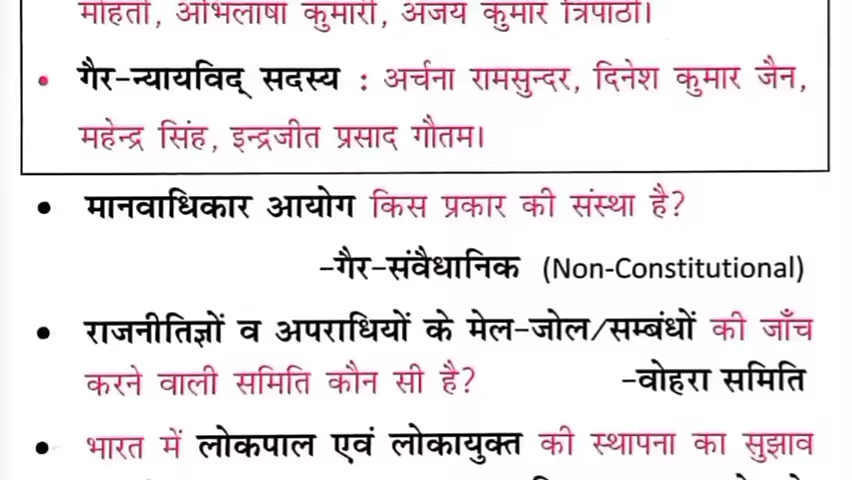 मोहंती, अभिलाषा कुमारी, अजय कुमार त्रिपाठी।
• गैर-न्यायविद् सदस्य : अर्चना रामसुन्दर, दिनेश कुमार जैन,
महेन्द्र सिंह, इन्द्रजीत प्रसाद गौतम।
• मानवाधिकार आयोग किस प्रकार की संस्था है?
-गैर-संवैधानिक (Non-Constitutional)
• राजनीतिज्ञों व अपराधियों के मेल-जोल/सम्बंधों की जाँच
करने वाली समिति कौन सी है? -वोहरा समिति
• भारत में लोकपाल एवं लोकायुक्त की स्थापना का सुझाव